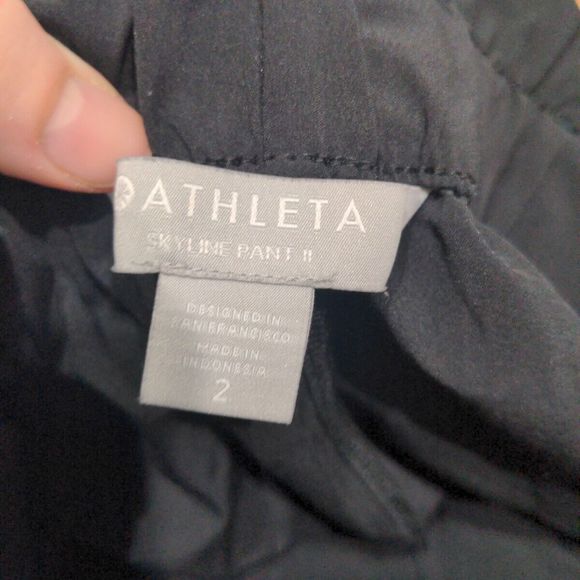 ATHLETA
SKYLINE PANT II
DESIGNED IN
SAN FRANCISCO
MADE IN
INDONESIA
2